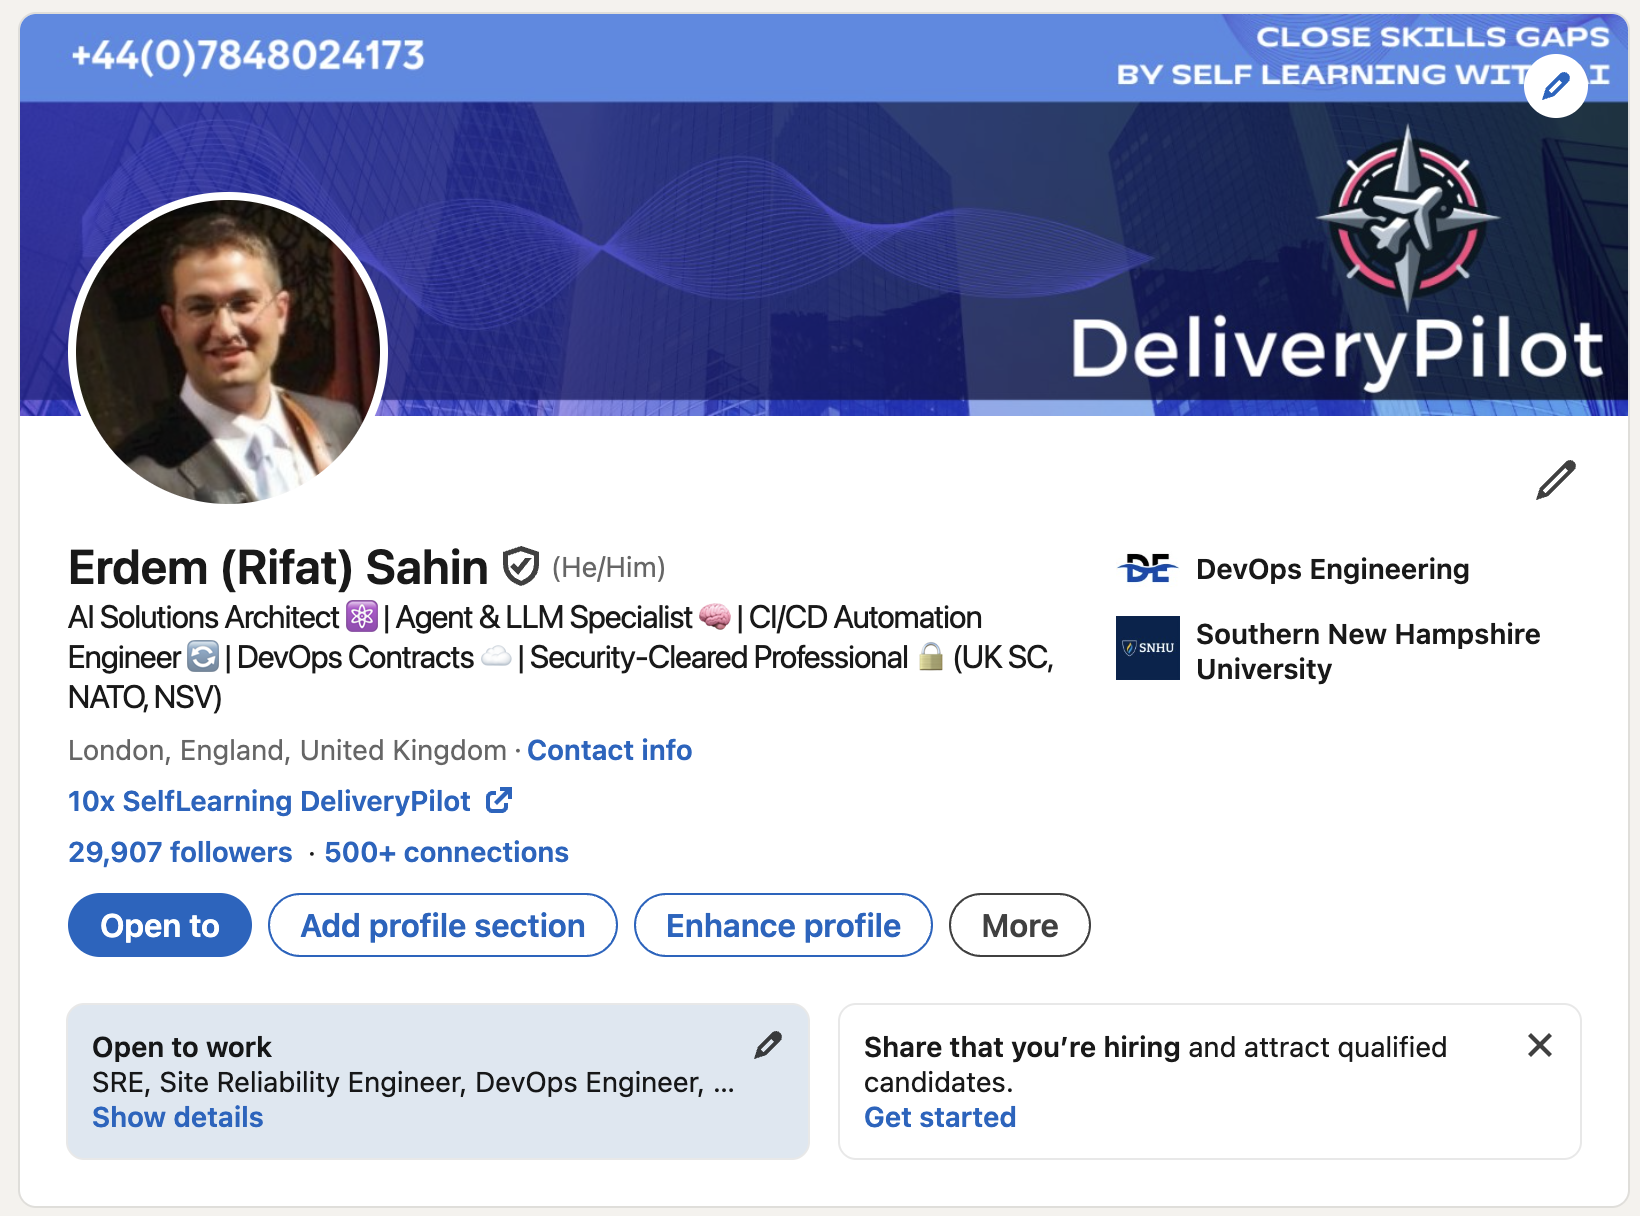 +44(0)7848024173
CLOSE SKILLS GAPS
BY SELF LEARNING
DeliveryPilot
Erdem (Rifat) Sahin (He/Him)
AI Solutions Architect ⚛️ | Agent & LLM Specialist 🧠 | CI/CD Automation
Engineer 🔄 | DevOps Contracts ☁️ | Security-Cleared Professional 🔒 (UK SC,
NATO, NSV)
London, England, United Kingdom · Contact info
10x SelfLearning DeliveryPilot
29,907 followers · 500+ connections
DE
DevOps Engineering
SNHU
Southern New Hampshire
University
Open to
Add profile section
Enhance profile
More
Open to work
SRE, Site Reliability Engineer, DevOps Engineer, ...
Show details
Share that you’re hiring and attract qualified
candidates.
Get started